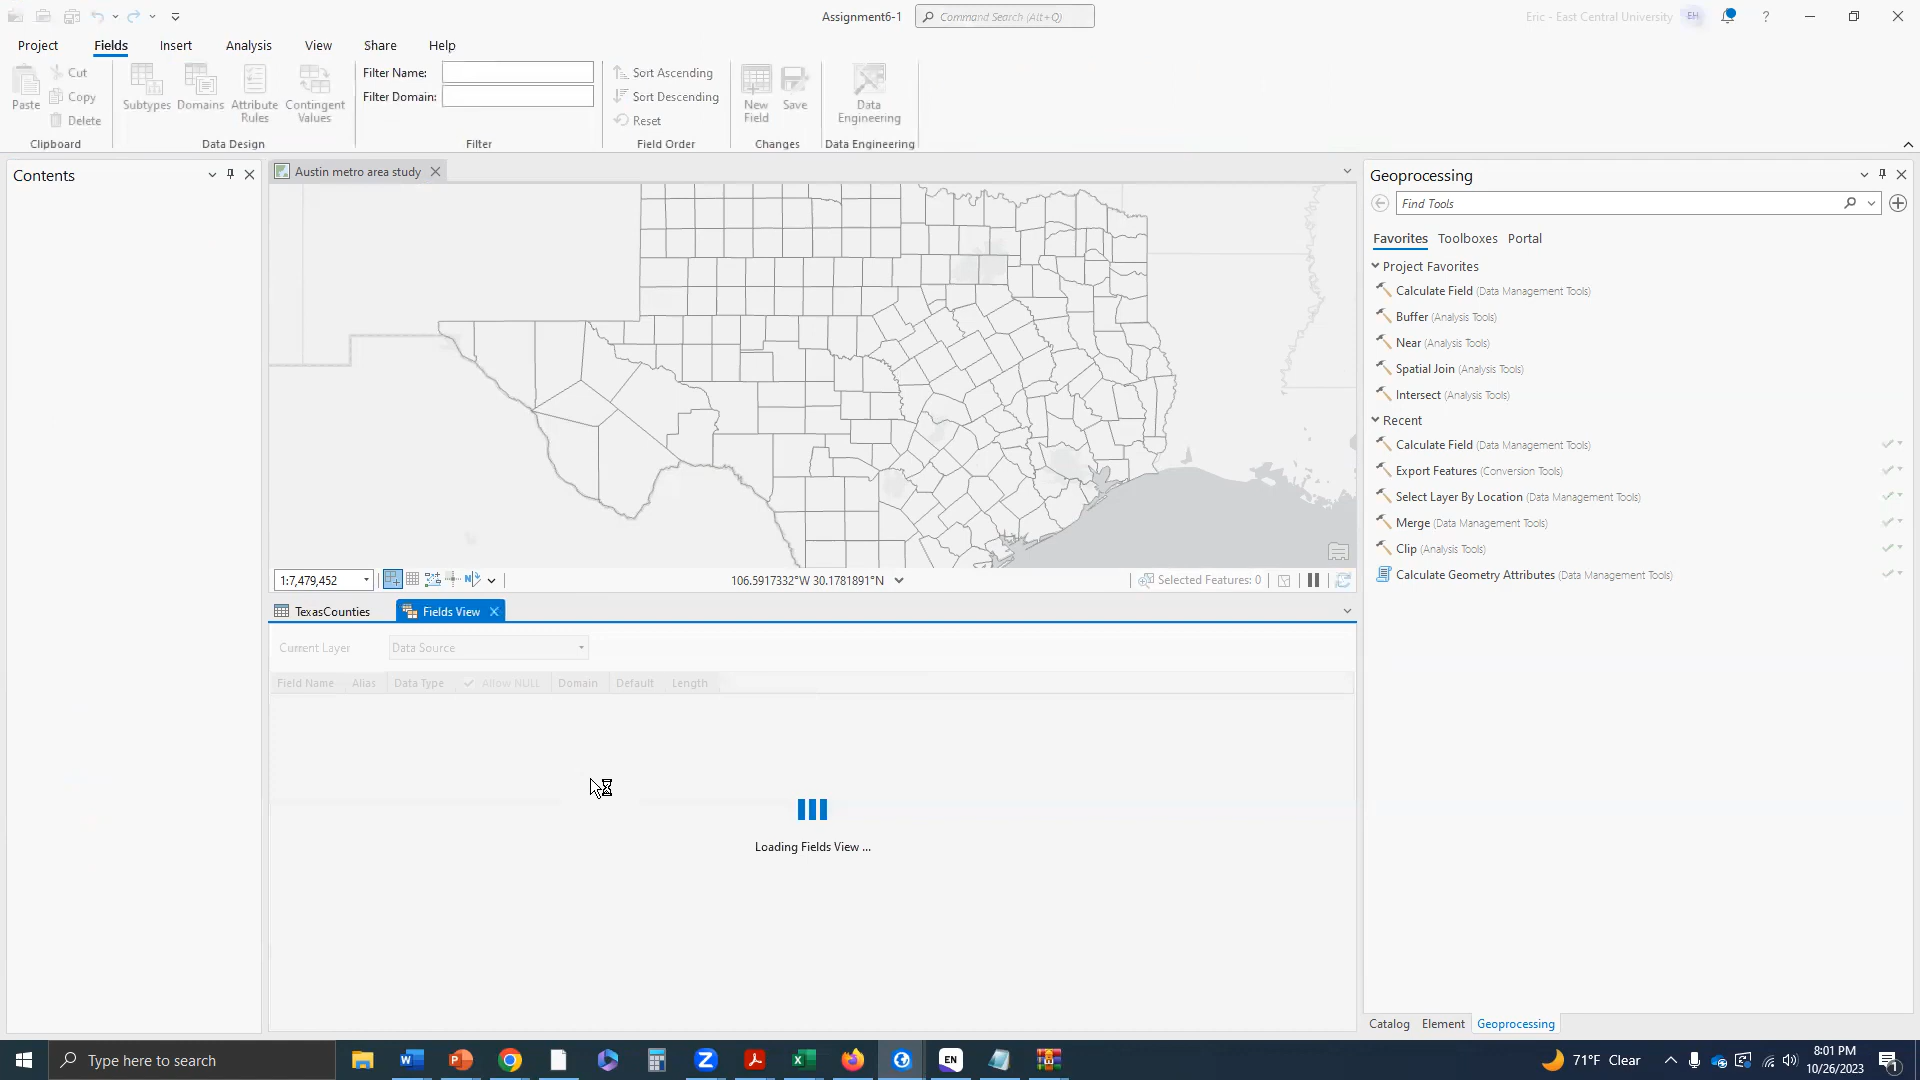 Assignment6-1
Command Search (Alt+Q)
Eric - East Central University
EH
?
Project
Fields
Insert
Analysis
View
Share
Help
Paste
Cut
Copy
Delete
Clipboard
Subtypes
Domains
Attribute
Rules
Contingent
Values
Data Design
Filter Name:
Filter Domain:
Filter
Sort Ascending
Sort Descending
Reset
Field Order
New
Field
Save
Changes
Data
Engineering
Data Engineering
Contents
Austin metro area study
1:7,479,452
106.5917332°W 30.1781891°N
Selected Features: 0
TexasCounties
Fields View
Current Layer
Data Source
Field Name
Alias
Data Type
Allow NULL
Domain
Default
Length
Loading Fields View ...
Geoprocessing
Find Tools
Favorites
Toolboxes
Portal
Project Favorites
Calculate Field (Data Management Tools)
Buffer (Analysis Tools)
Near (Analysis Tools)
Spatial Join (Analysis Tools)
Intersect (Analysis Tools)
Recent
Calculate Field (Data Management Tools)
Export Features (Conversion Tools)
Select Layer By Location (Data Management Tools)
Merge (Data Management Tools)
Clip (Analysis Tools)
Calculate Geometry Attributes (Data Management Tools)
Catalog
Element
Geoprocessing
Type here to search
EN
71°F Clear
8:01 PM
10/26/2023
1